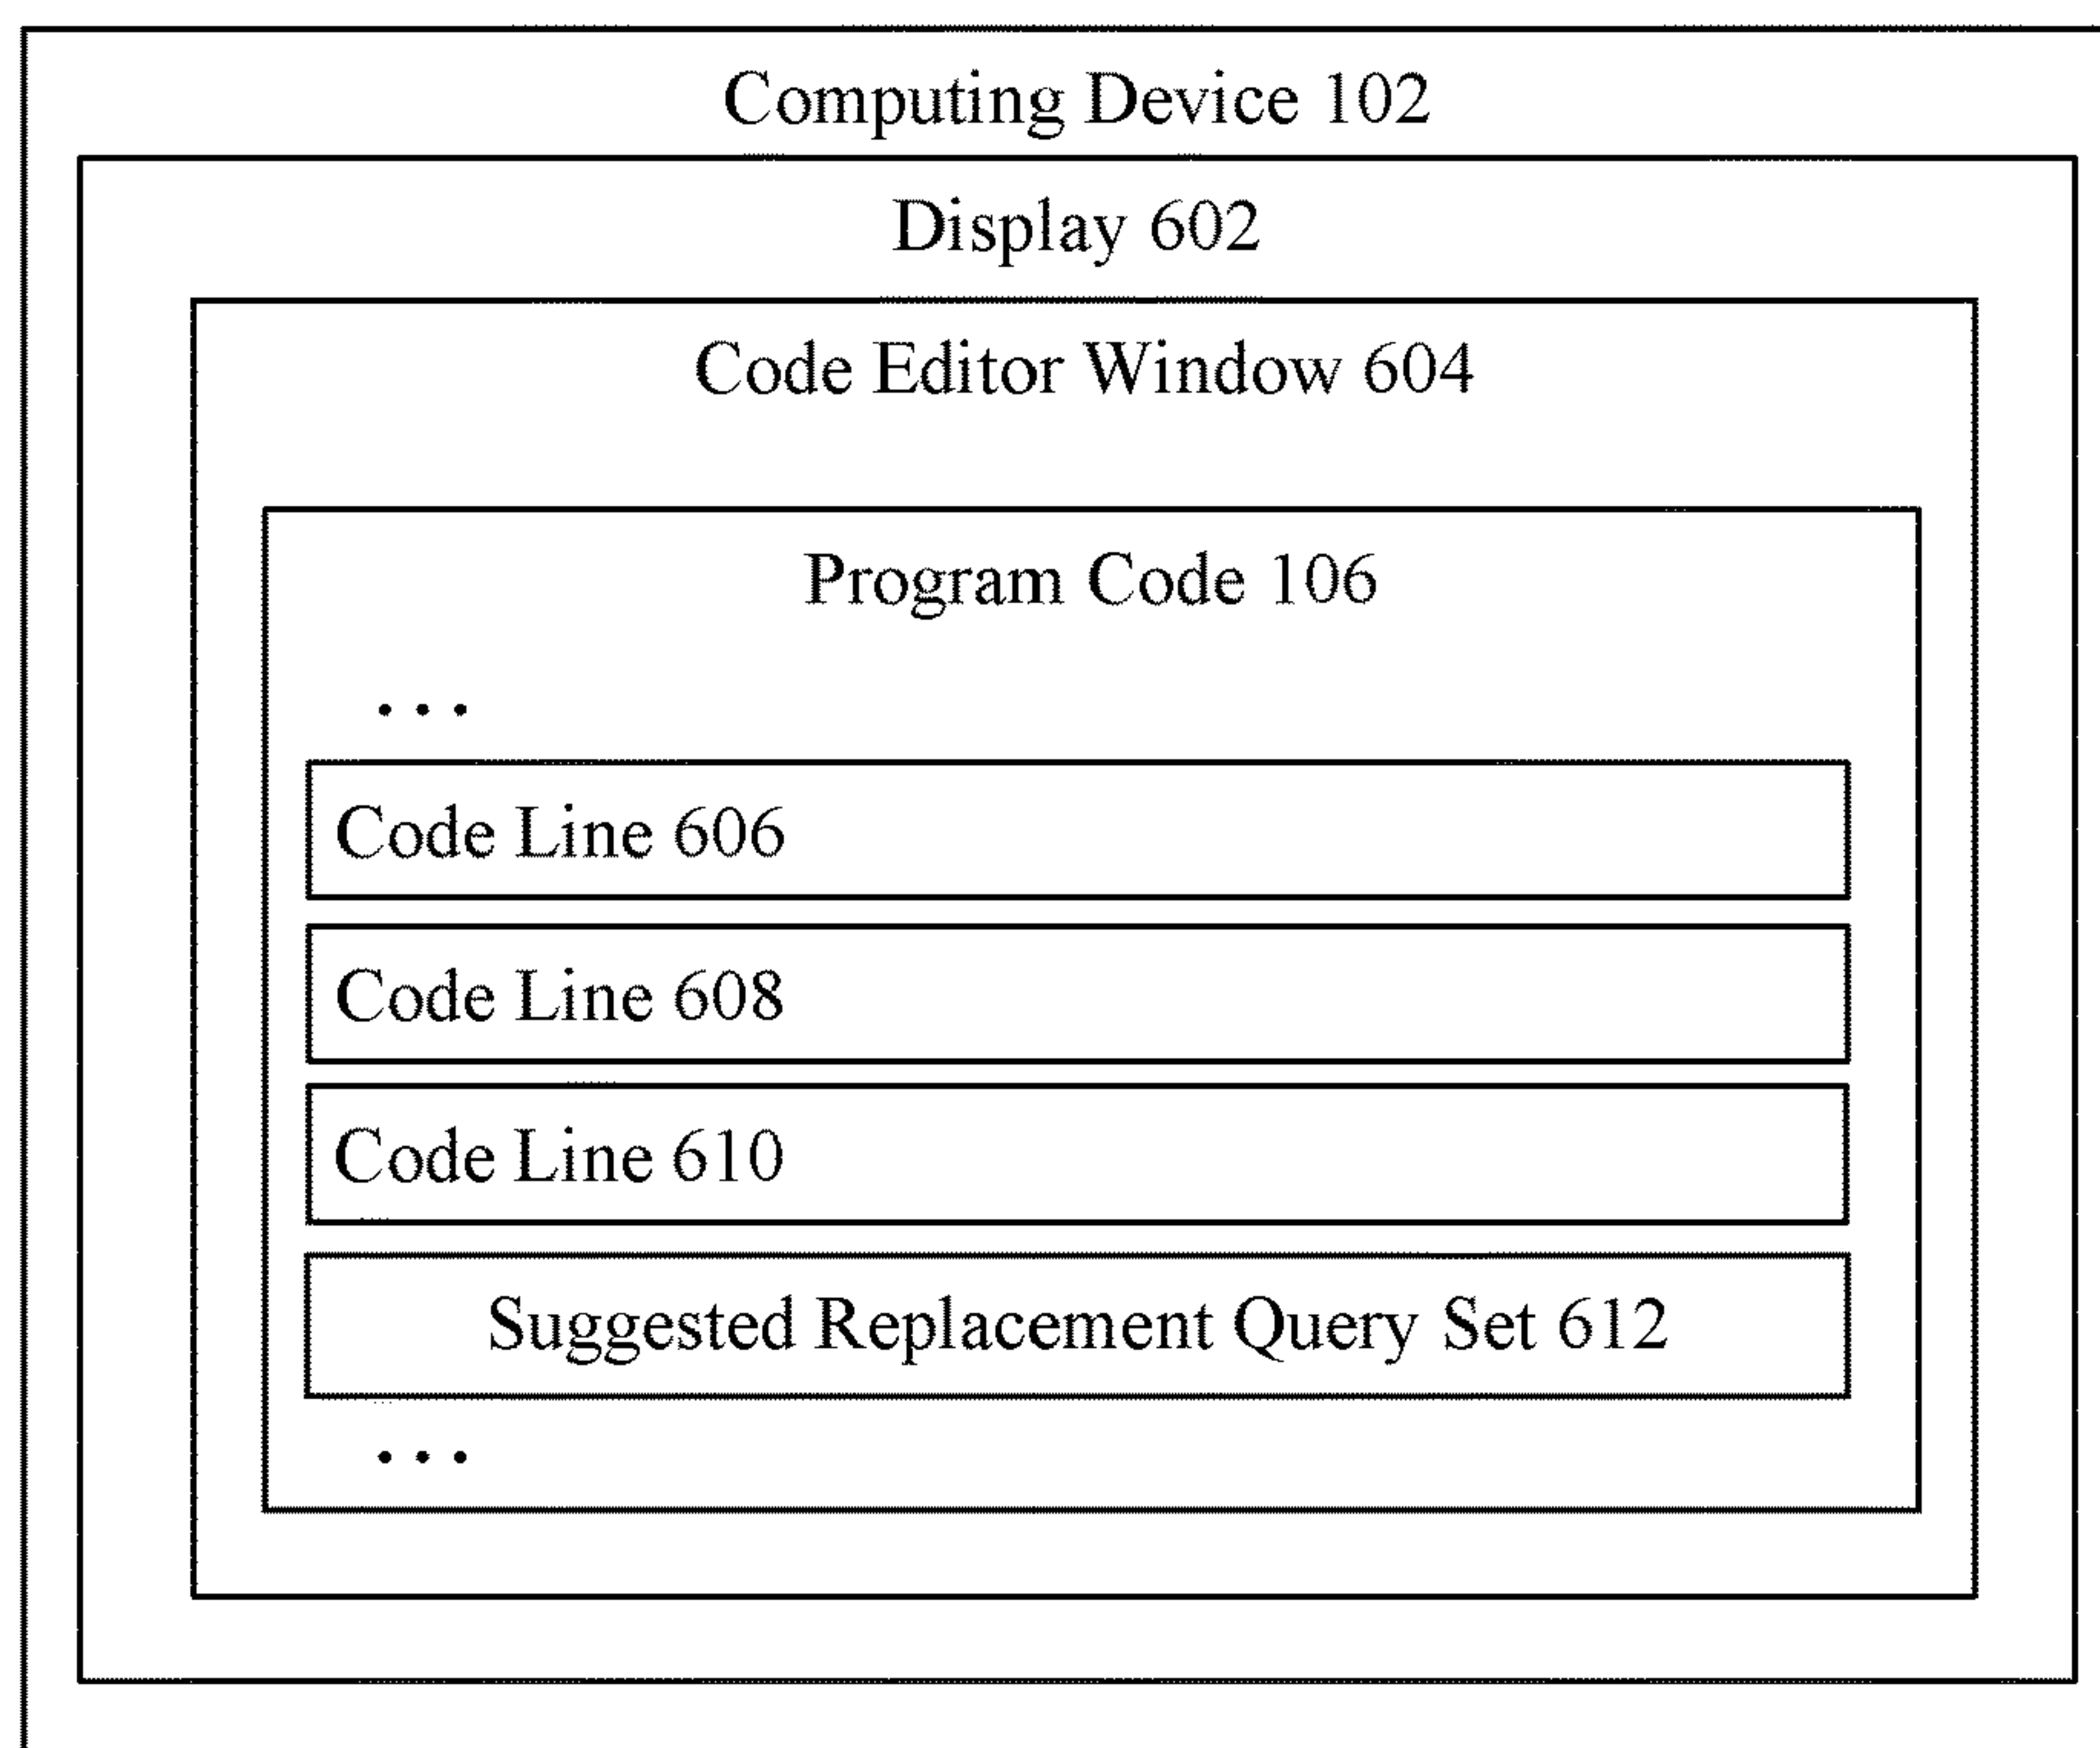 Computing Device 102
Display 602
Code Editor Window 604
Program Code 106
...
Code Line 606
Code Line 608
Code Line 610
Suggested Replacement Query Set 612
...